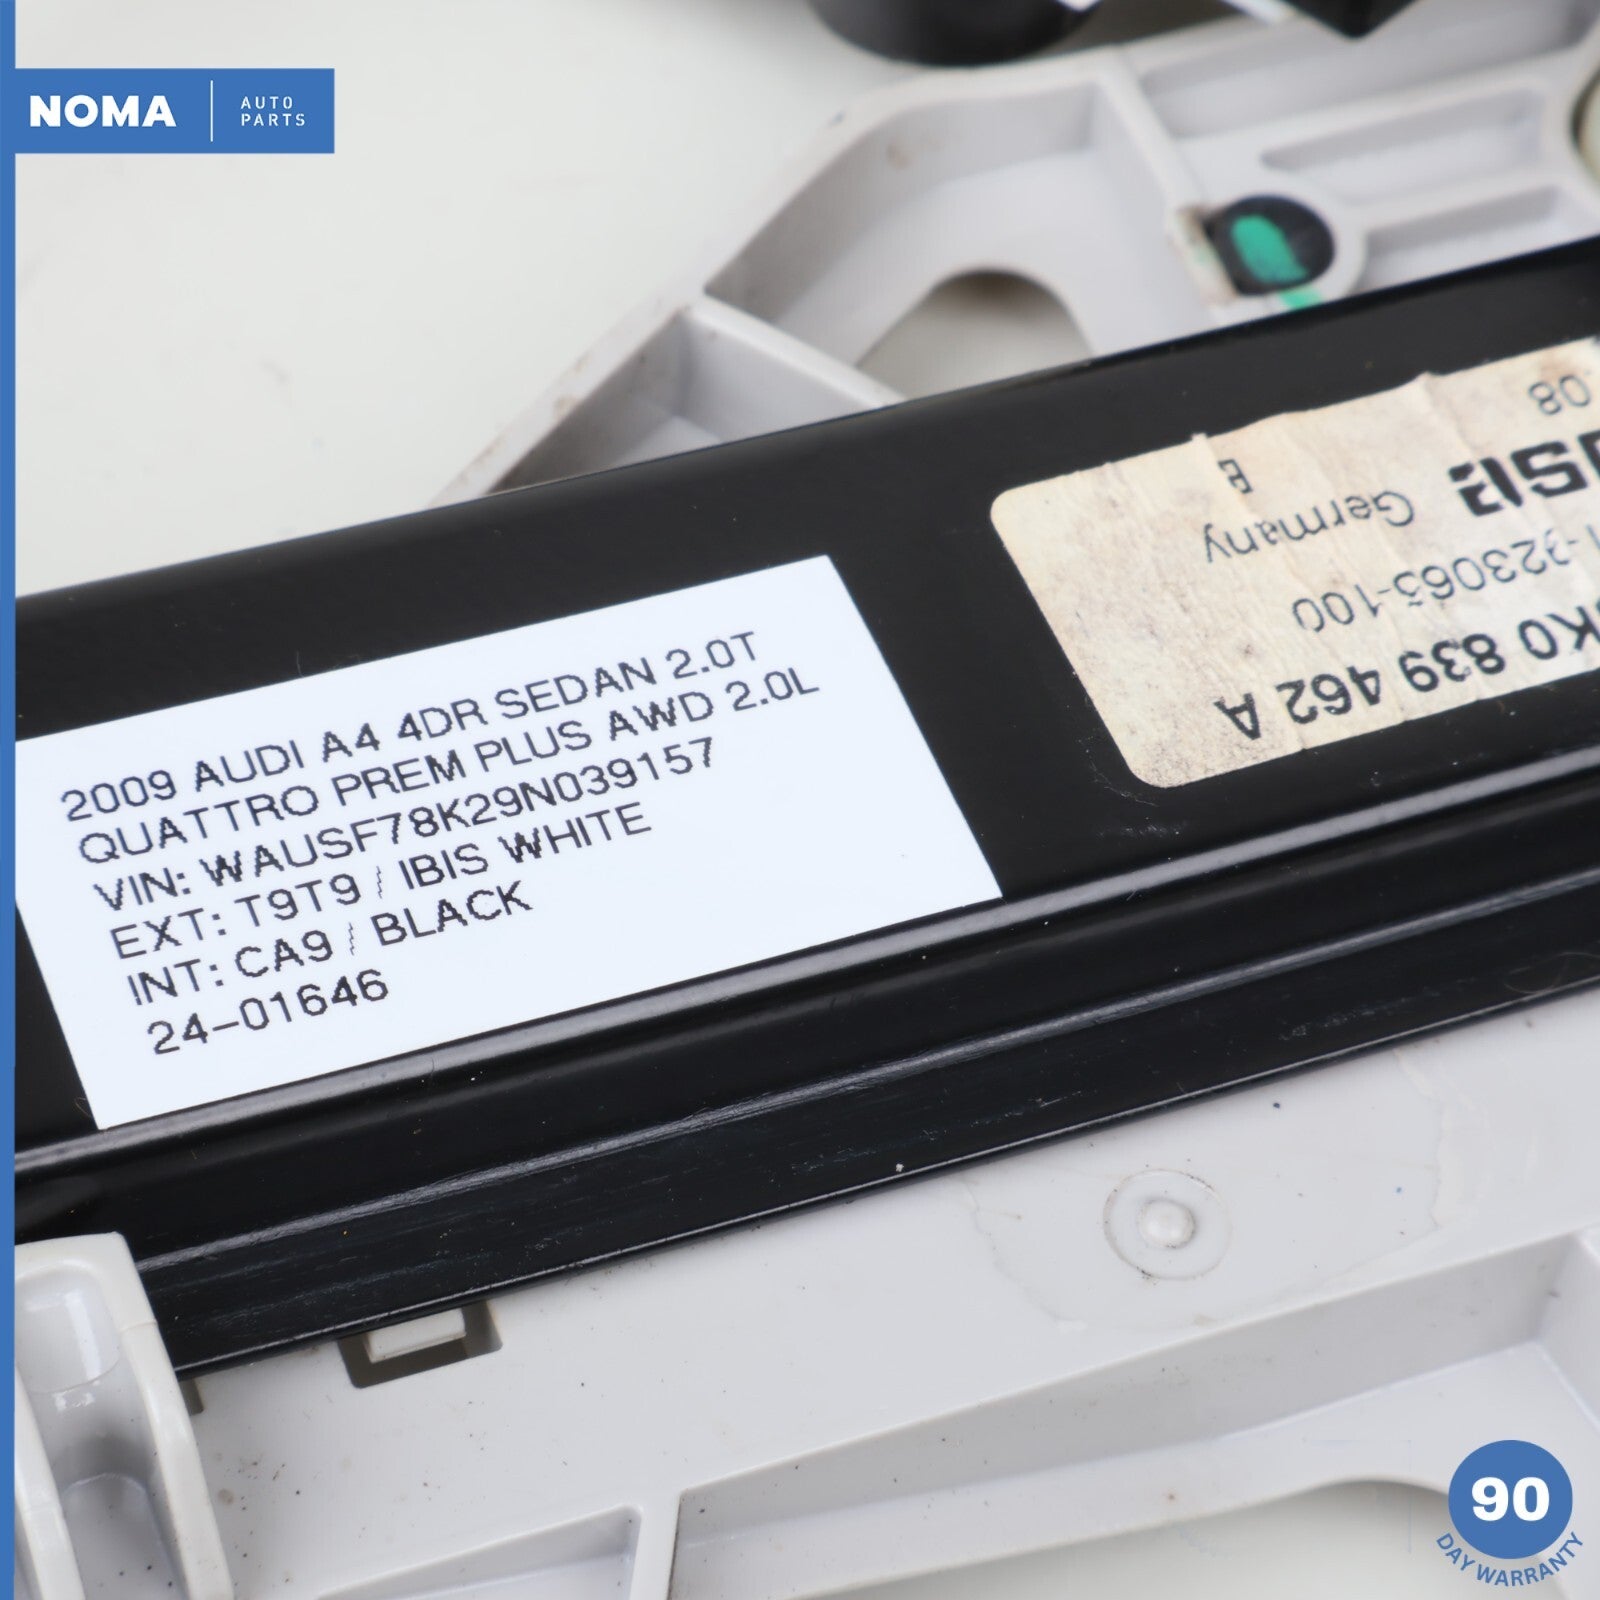 NOMA
AUTO
PARTS
2009 AUDI A4 4DR SEDAN 2.0T
QUATTRO PREM PLUS AWD 2.0L
VIN: WAUSF78K29N039157
EXT: T9T9 / IBIS WHITE
INT: CA9 / BLACK
24-01646
K0 839 462 A
323063-100
Germany
B
08
90
DAY WARRANTY